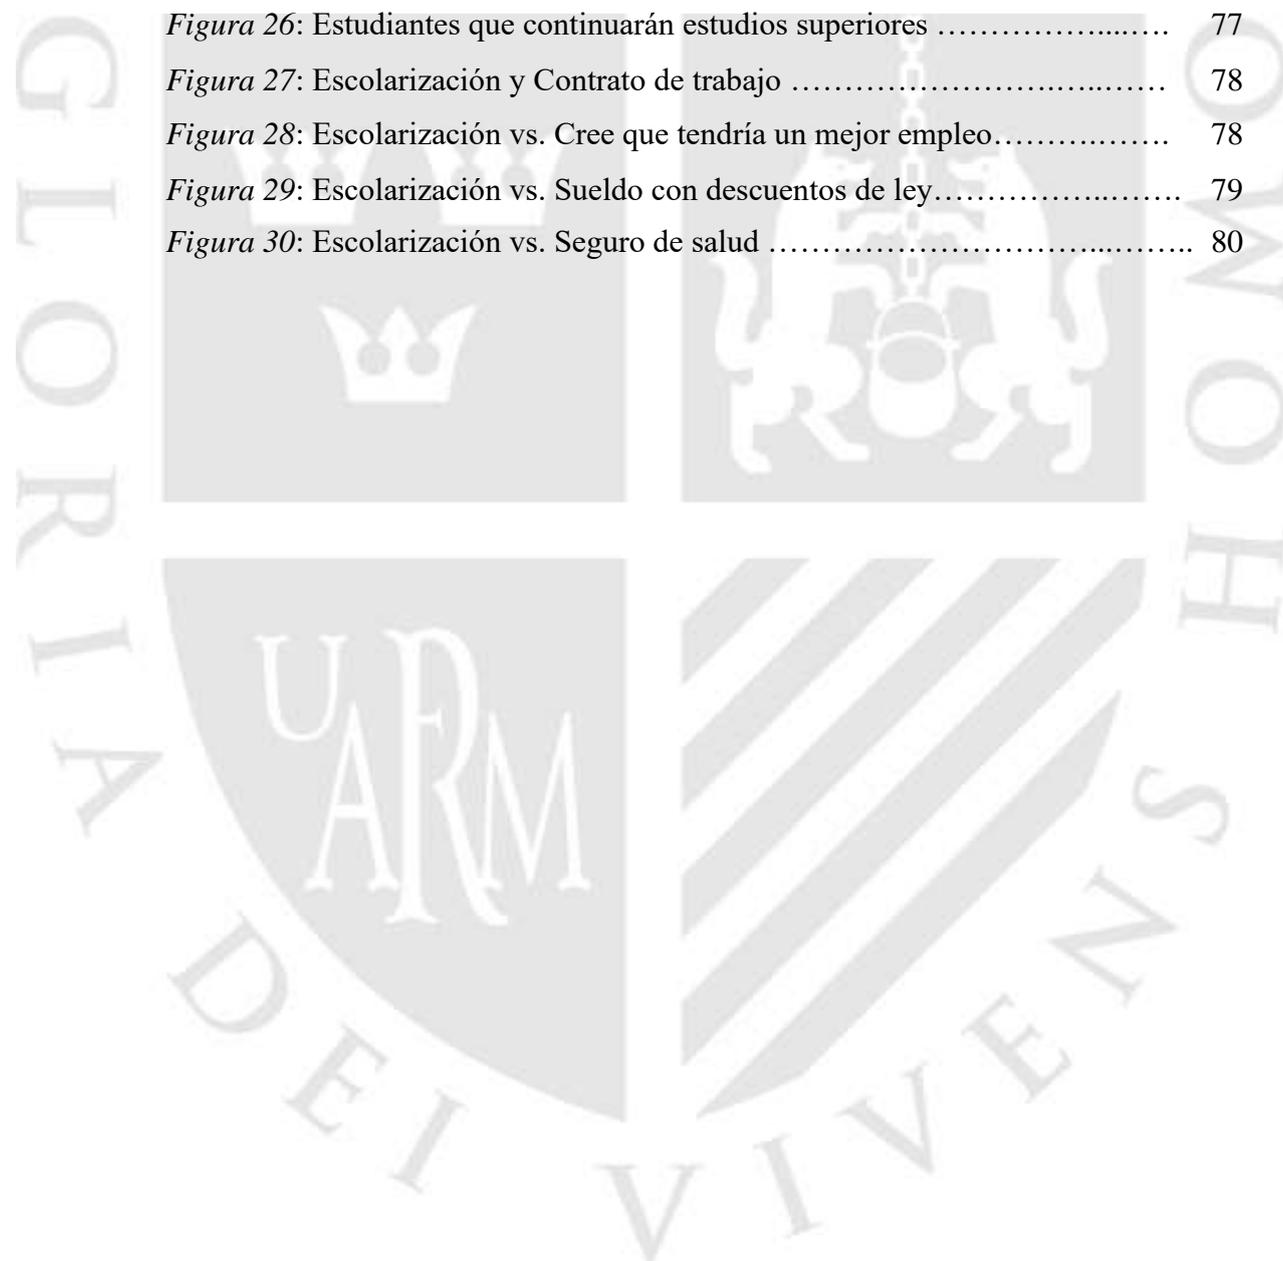 Figura 26: Estudiantes que continuarán estudios superiores ……………....…. 77
Figura 27: Escolarización y Contrato de trabajo …………………….…..…… 78
Figura 28: Escolarización vs. Cree que tendría un mejor empleo……….……. 78
Figura 29: Escolarización vs. Sueldo con descuentos de ley……………..……. 79
Figura 30: Escolarización vs. Seguro de salud …………………………...…….. 80
GLORIA DEI VIVENS HOMO
UARM